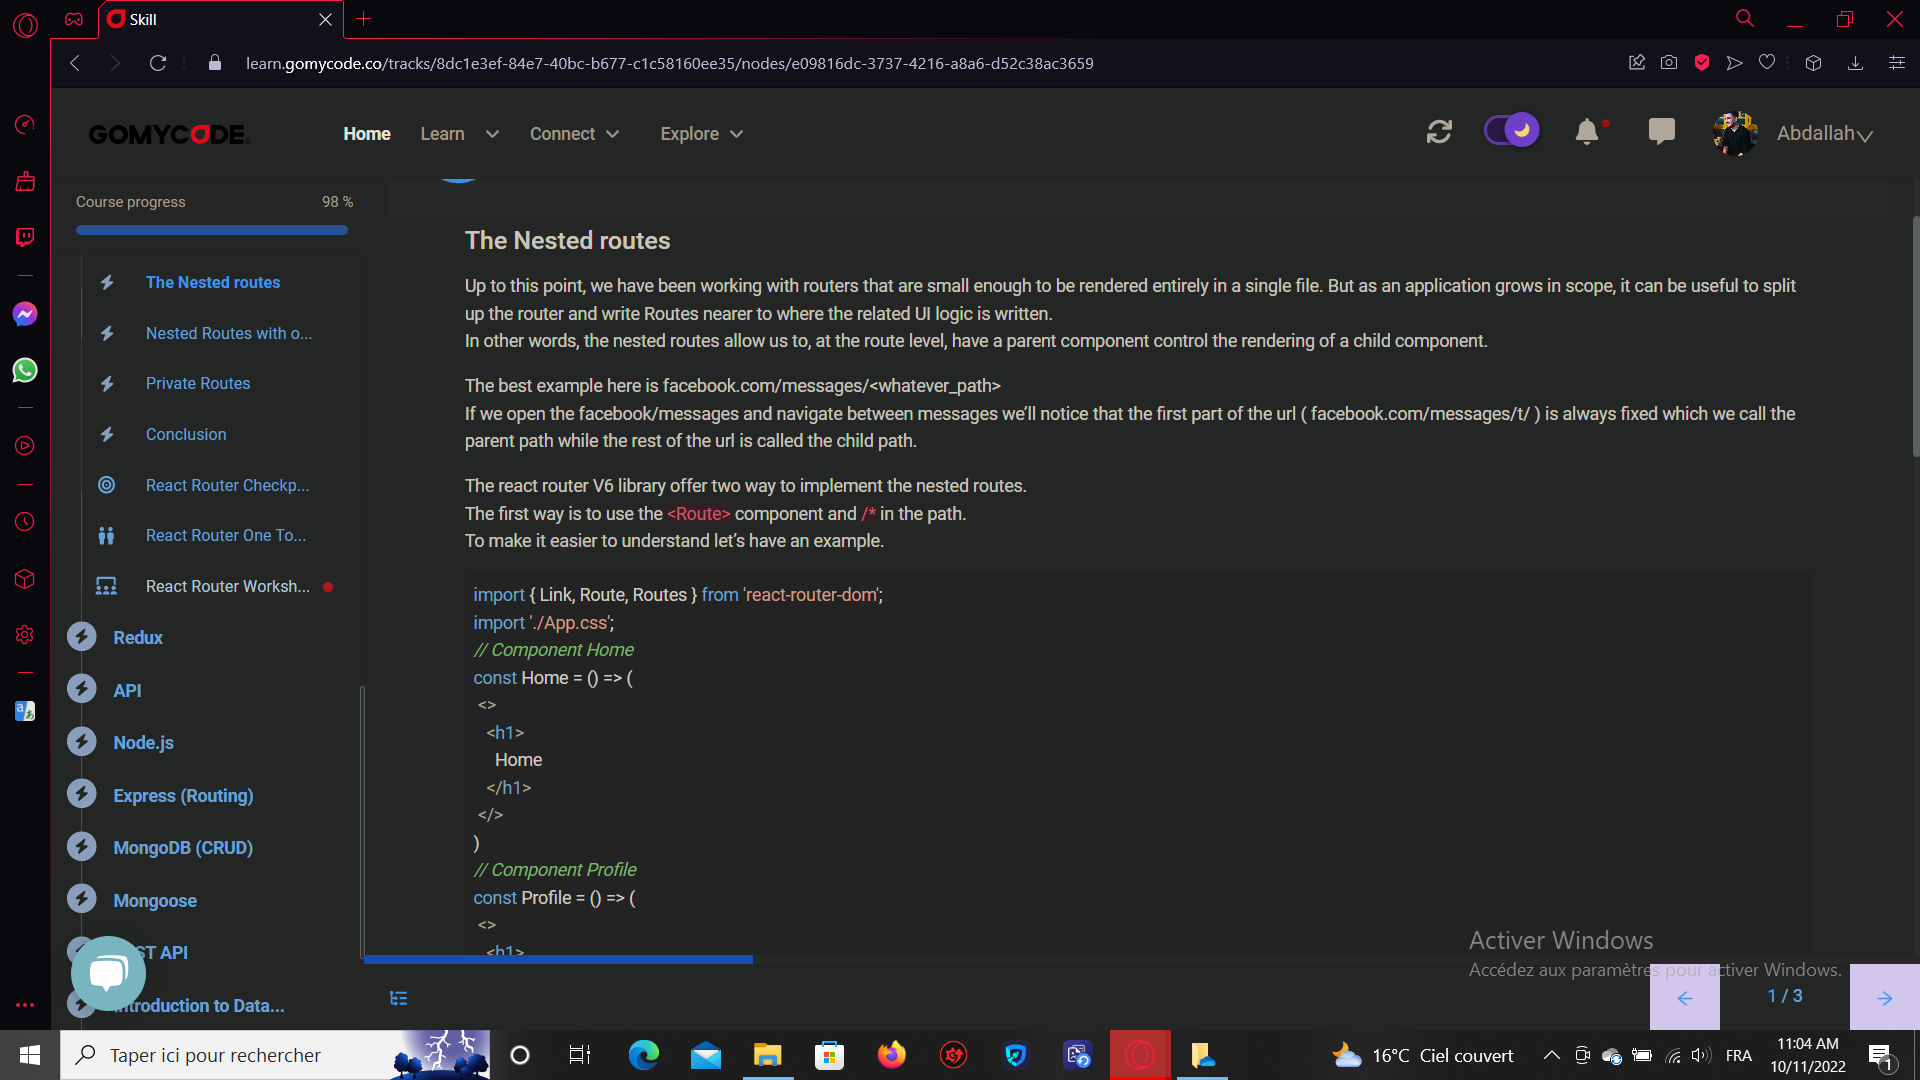 Skill
learn.gomycode.co/tracks/8dc1e3ef-84e7-40bc-b677-c1c58160ee35/nodes/e09816dc-3737-4216-a8a6-d52c38ac3659
GOMYCODE
Home
Learn
Connect
Explore
Abdallah
Course progress
98 %
The Nested routes
Nested Routes with o...
Private Routes
Conclusion
React Router Checkp...
React Router One To...
React Router Worksh...
Redux
API
Node.js
Express (Routing)
MongoDB (CRUD)
Mongoose
ST API
troduction to Data...
The Nested routes
Up to this point, we have been working with routers that are small enough to be rendered entirely in a single file. But as an application grows in scope, it can be useful to split
up the router and write Routes nearer to where the related UI logic is written.
In other words, the nested routes allow us to, at the route level, have a parent component control the rendering of a child component.
The best example here is facebook.com/messages/<whatever_path>
If we open the facebook/messages and navigate between messages we'll notice that the first part of the url ( facebook.com/messages/t/ ) is always fixed which we call the
parent path while the rest of the url is called the child path.
The react router V6 library offer two way to implement the nested routes.
The first way is to use the <Route> component and /* in the path.
To make it easier to understand let's have an example.
import { Link, Route, Routes } from 'react-router-dom';
import './App.css';
// Component Home
const Home = () => (
<>
<h1>
Home
</h1>
</>
)
// Component Profile
const Profile = () => (
<>
<h1>
Activer Windows
Accédez aux paramètres pour activer Windows.
1 / 3
Taper ici pour rechercher
16°C Ciel couvert
FRA
11:04 AM
10/11/2022
1